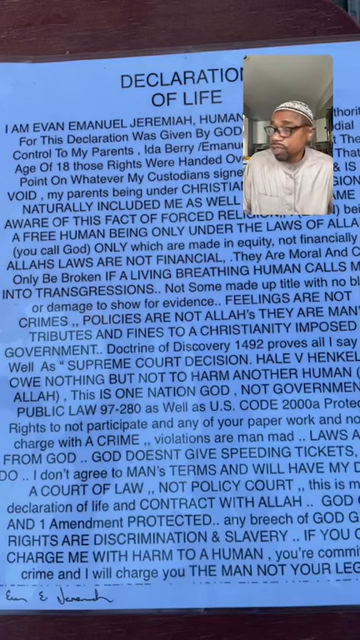 DECLARATION
OF LIFE
I AM EVAN EMANUEL JEREMIAH, HUMAN
For This Declaration Was Given By GOD
Control To My Parents , Ida Berry /Emanu
Age Of 18 those Rights Were Handed Ov
Point On Whatever My Custodians signe & IS
VOID , my parents being under CHRISTIAN
NATURALLY INCLUDED ME AS WELL
AWARE OF THIS FACT OF FORCED RELIGION being
A FREE HUMAN BEING ONLY UNDER THE LAWS OF ALLA
(you call God) ONLY which are made in equity, not financially
ALLAHS LAWS ARE NOT FINANCIAL, .They Are Moral And C
Only Be Broken IF A LIVING BREATHING HUMAN CALLS M
INTO TRANSGRESSIONS.. Not Some made up title with no bl
or damage to show for evidence.. FEELINGS ARE NOT
CRIMES ,, POLICIES ARE NOT ALLAH's THEY ARE MAN
TRIBUTES AND FINES TO A CHRISTIANITY IMPOSED
GOVERNMENT.. Doctrine of Discovery 1492 proves all I say
Well As " SUPREME COURT DECISION. HALE V HENKEL
OWE NOTHING BUT NOT TO HARM ANOTHER HUMAN (
ALLAH) , This IS ONE NATION GOD , NOT GOVERNMEN
PUBLIC LAW 97-280 as Well as U.S. CODE 2000a Protec
Rights to not participate and any of your paper work and no
charge with A CRIME ,, violations are man mad .. LAWS A
FROM GOD .. GOD DOESNT GIVE SPEEDING TICKETS,
DO .. I don't agree to MAN'S TERMS AND WILL HAVE MY D
A COURT OF LAW ,, NOT POLICY COURT ,, this is m
declaration of life and CONTRACT WITH ALLAH .. GOD
AND 1 Amendment PROTECTED.. any breech of GOD G
RIGHTS ARE DISCRIMINATION & SLAVERY .. IF YOU C
CHARGE ME WITH HARM TO A HUMAN , you're commi
crime and I will charge you THE MAN NOT YOUR LEG
Evan E Jeremiah